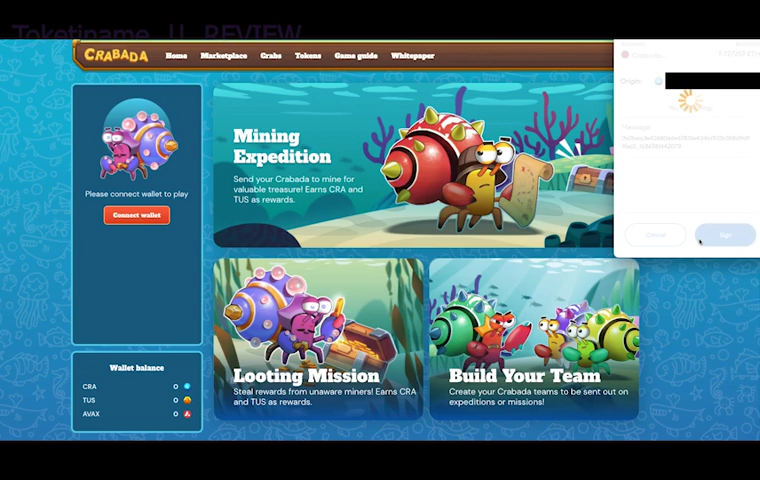 Toketiname || REVIEW
CRABADA
Home Marketplace Crabs Tokens Game guide Whitepaper
Please connect wallet to play
Connect wallet
Wallet balance
CRA 0
TUS 0
AVAX 0
Mining
Expedition
Send your Crabada to mine for
valuable treasure! Earns CRA and
TUS as rewards.
Looting Mission
Steal rewards from unaware miners! Earns CRA
and TUS as rewards.
Build Your Team
Create your Crabada teams to be sent out on
expeditions or missions!
Origin:
Message:
Cancel Sign